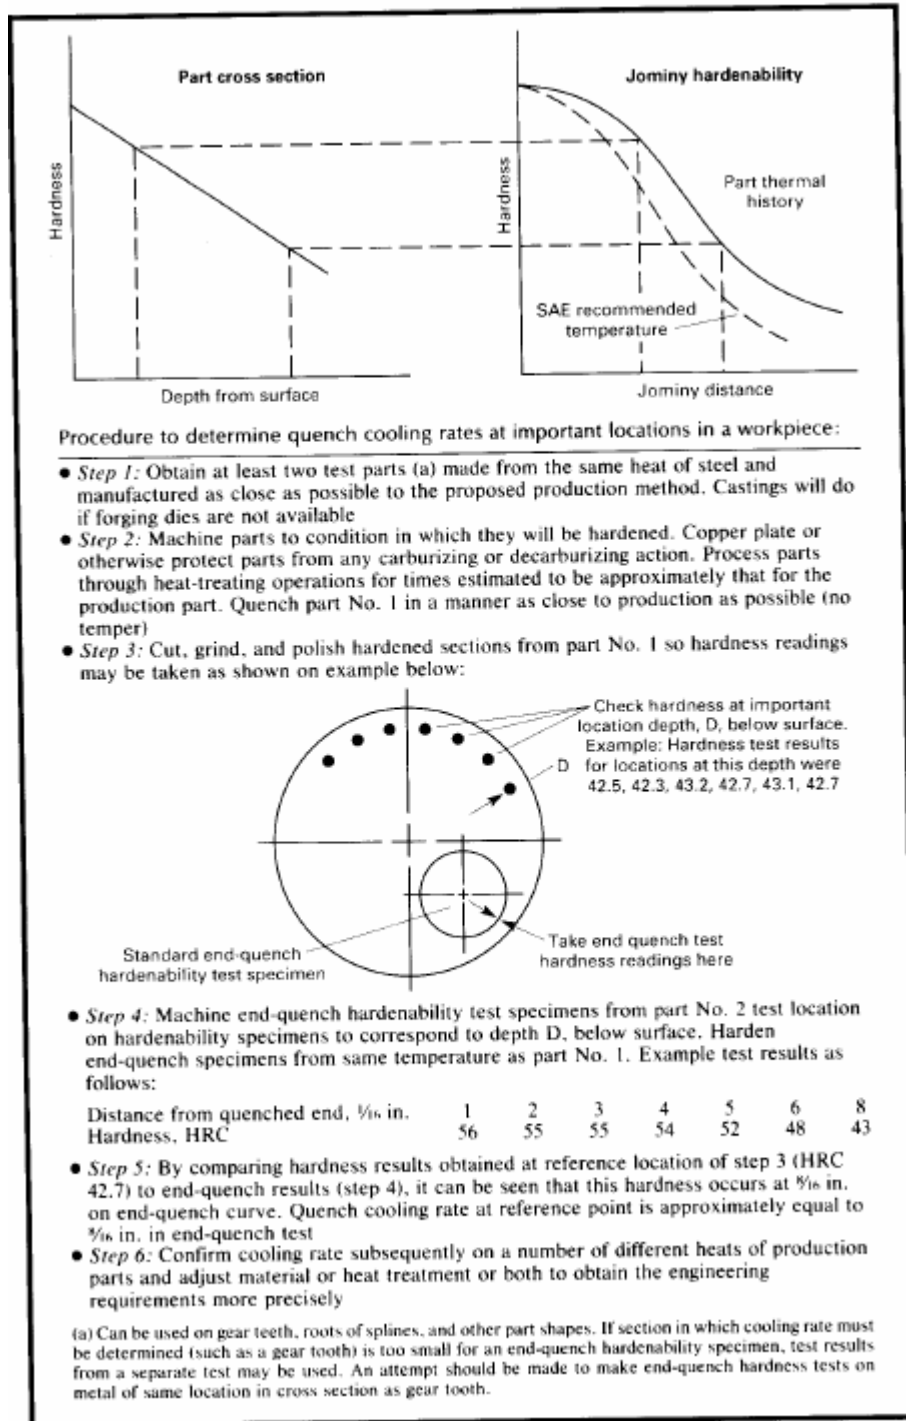 Part cross section
Hardness
Depth from surface
Jominy hardenability
Hardness
Part thermal
history
SAE recommended
temperature
Jominy distance
Procedure to determine quench cooling rates at important locations in a workpiece:
• Step 1: Obtain at least two test parts (a) made from the same heat of steel and
manufactured as close as possible to the proposed production method. Castings will do
if forging dies are not available
• Step 2: Machine parts to condition in which they will be hardened. Copper plate or
otherwise protect parts from any carburizing or decarburizing action. Process parts
through heat-treating operations for times estimated to be approximately that for the
production part. Quench part No. 1 in a manner as close to production as possible (no
temper)
• Step 3: Cut, grind, and polish hardened sections from part No. 1 so hardness readings
may be taken as shown on example below:
Check hardness at important
location depth, D, below surface.
Example: Hardness test results
D for locations at this depth were
42.5, 42.3, 43.2, 42.7, 43.1, 42.7
Standard end-quench
hardenability test specimen
Take end quench test
hardness readings here
• Step 4: Machine end-quench hardenability test specimens from part No. 2 test location
on hardenability specimens to correspond to depth D, below surface. Harden
end-quench specimens from same temperature as part No. 1. Example test results as
follows:
Distance from quenched end, 1/16 in. 1 2 3 4 5 6 8
Hardness, HRC 56 55 55 54 52 48 43
• Step 5: By comparing hardness results obtained at reference location of step 3 (HRC
42.7) to end-quench results (step 4), it can be seen that this hardness occurs at in.
on end-quench curve. Quench cooling rate at reference point is approximately equal to
in. in end-quench test
• Step 6: Confirm cooling rate subsequently on a number of different heats of production
parts and adjust material or heat treatment or both to obtain the engineering
requirements more precisely
(a) Can be used on gear teeth, roots of splines, and other part shapes. If section in which cooling rate must
be determined (such as a gear tooth) is too small for an end-quench hardenability specimen, test results
from a separate test may be used. An attempt should be made to make end-quench hardness tests on
metal of same location in cross section as gear tooth.